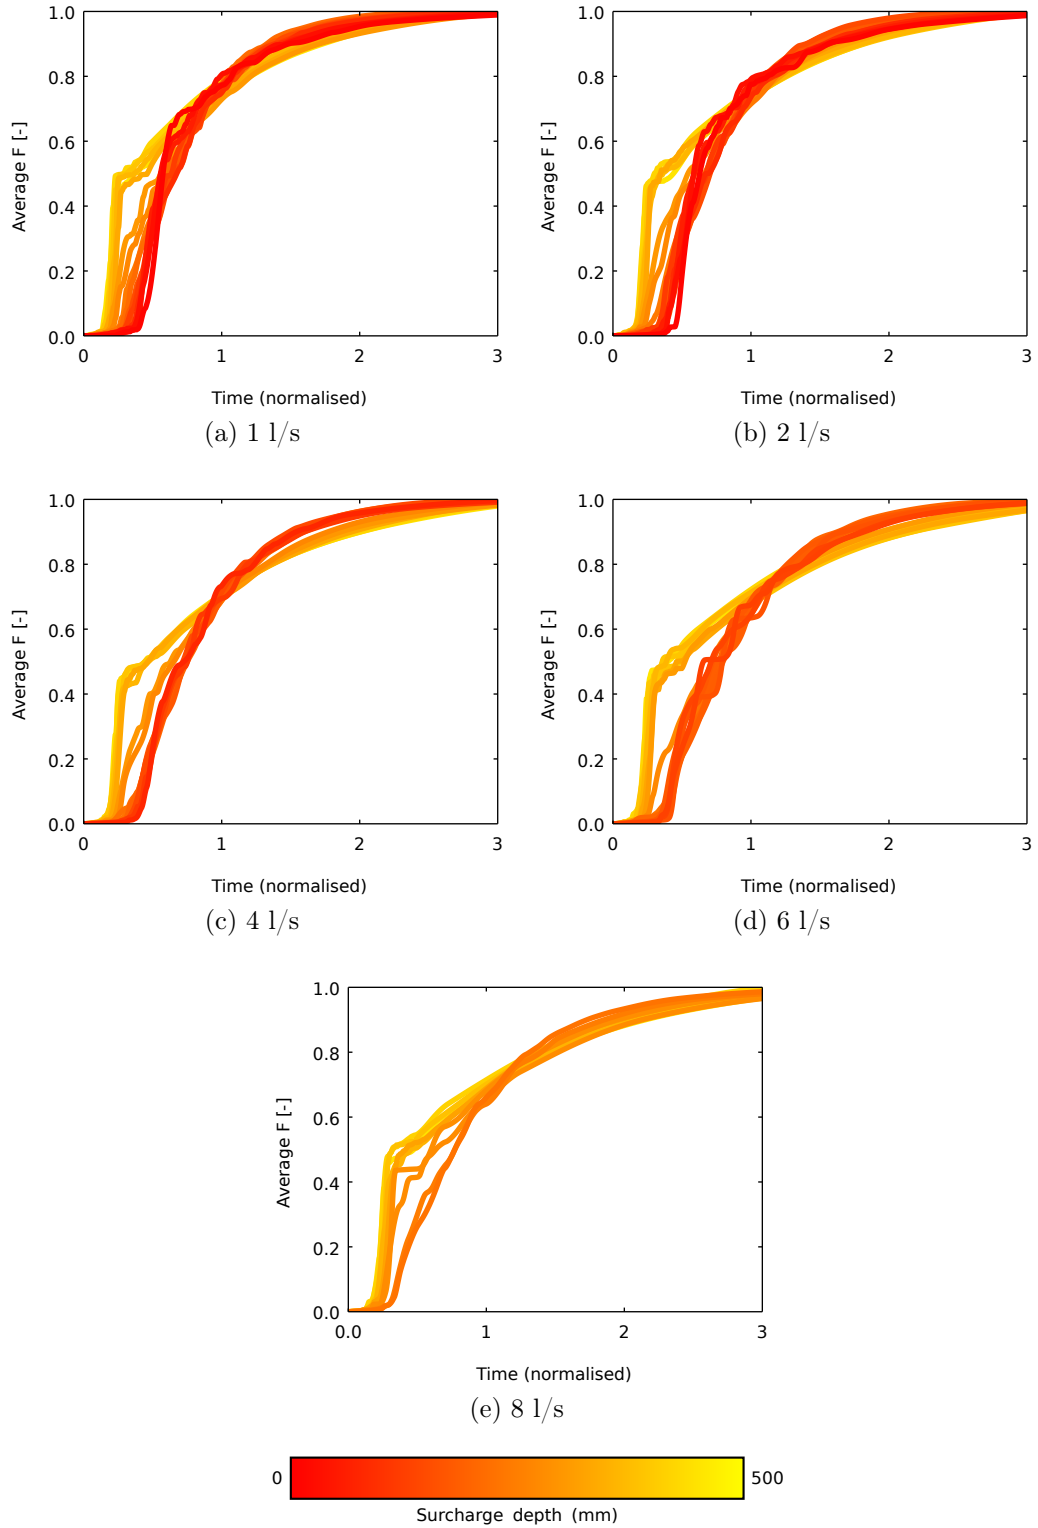 1.0
0.8
0.6
0.4
0.2
0.0
Average F [-]
0 1 2 3
Time (normalised)
(a) 1 l/s
1.0
0.8
0.6
0.4
0.2
0.0
Average F [-]
0 1 2 3
Time (normalised)
(b) 2 l/s
1.0
0.8
0.6
0.4
0.2
0.0
Average F [-]
0 1 2 3
Time (normalised)
(c) 4 l/s
1.0
0.8
0.6
0.4
0.2
0.0
Average F [-]
0 1 2 3
Time (normalised)
(d) 6 l/s
1.0
0.8
0.6
0.4
0.2
0.0
Average F [-]
0.0 1 2 3
Time (normalised)
(e) 8 l/s
0 500
Surcharge depth (mm)